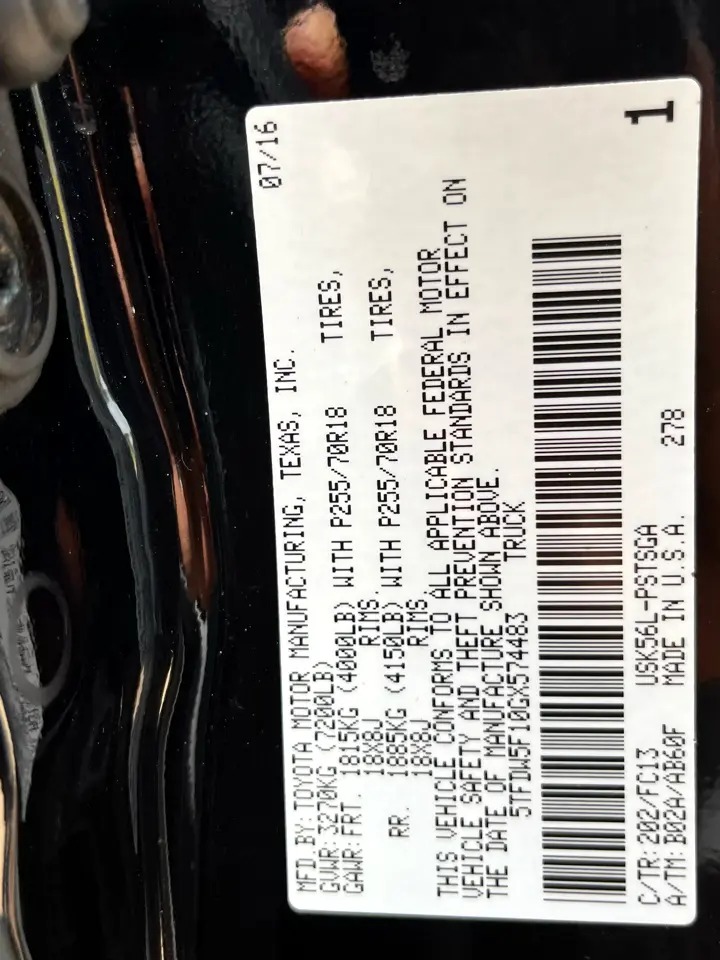 07/16
MFD BY: TOYOTA MOTOR MANUFACTURING, TEXAS, INC.
GVWR: 3270KG (7200LB)
GAWR: FRT. 1815KG (4000LB) WITH P255/70R18 TIRES,
18X8J RIMS.
RR. 1885KG (4150LB) WITH P255/70R18 TIRES,
18X8J RIMS.
THIS VEHICLE CONFORMS TO ALL APPLICABLE FEDERAL MOTOR
VEHICLE SAFETY AND THEFT PREVENTION STANDARDS IN EFFECT ON
THE DATE OF MANUFACTURE SHOWN ABOVE.
5TFDW5F10GX574483 TRUCK
C/TR: 202/FC13 USK56L-PSTSGA 1
A/TM: B02A/AB60F MADE IN U.S.A. 278